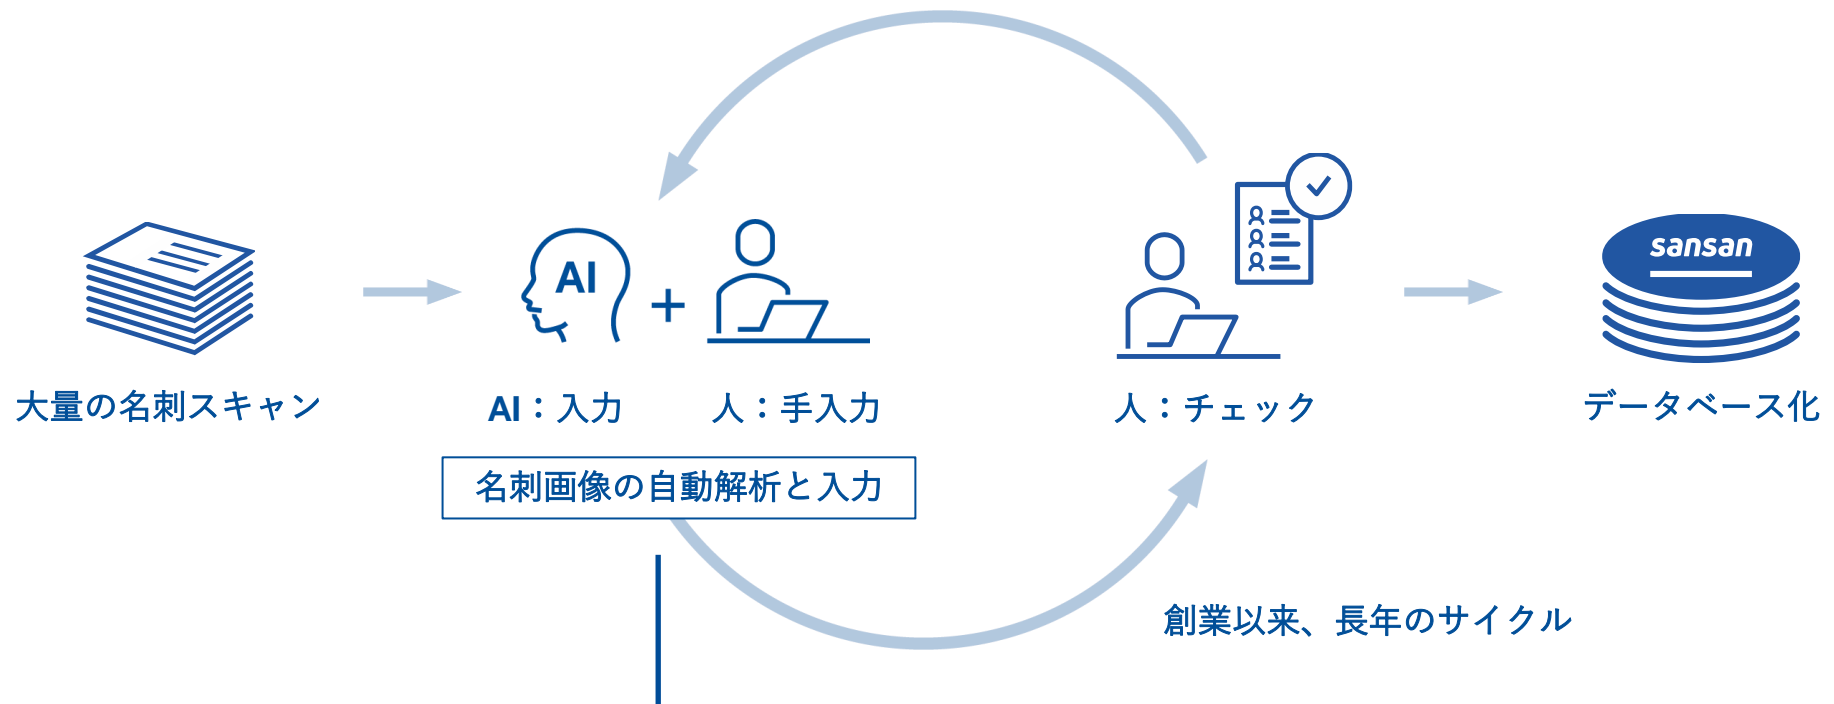 AI
sansan
大量の名刺スキャン
AI：入力
人：手入力
人：チェック
データベース化
名刺画像の自動解析と入力
創業以来、長年のサイクル